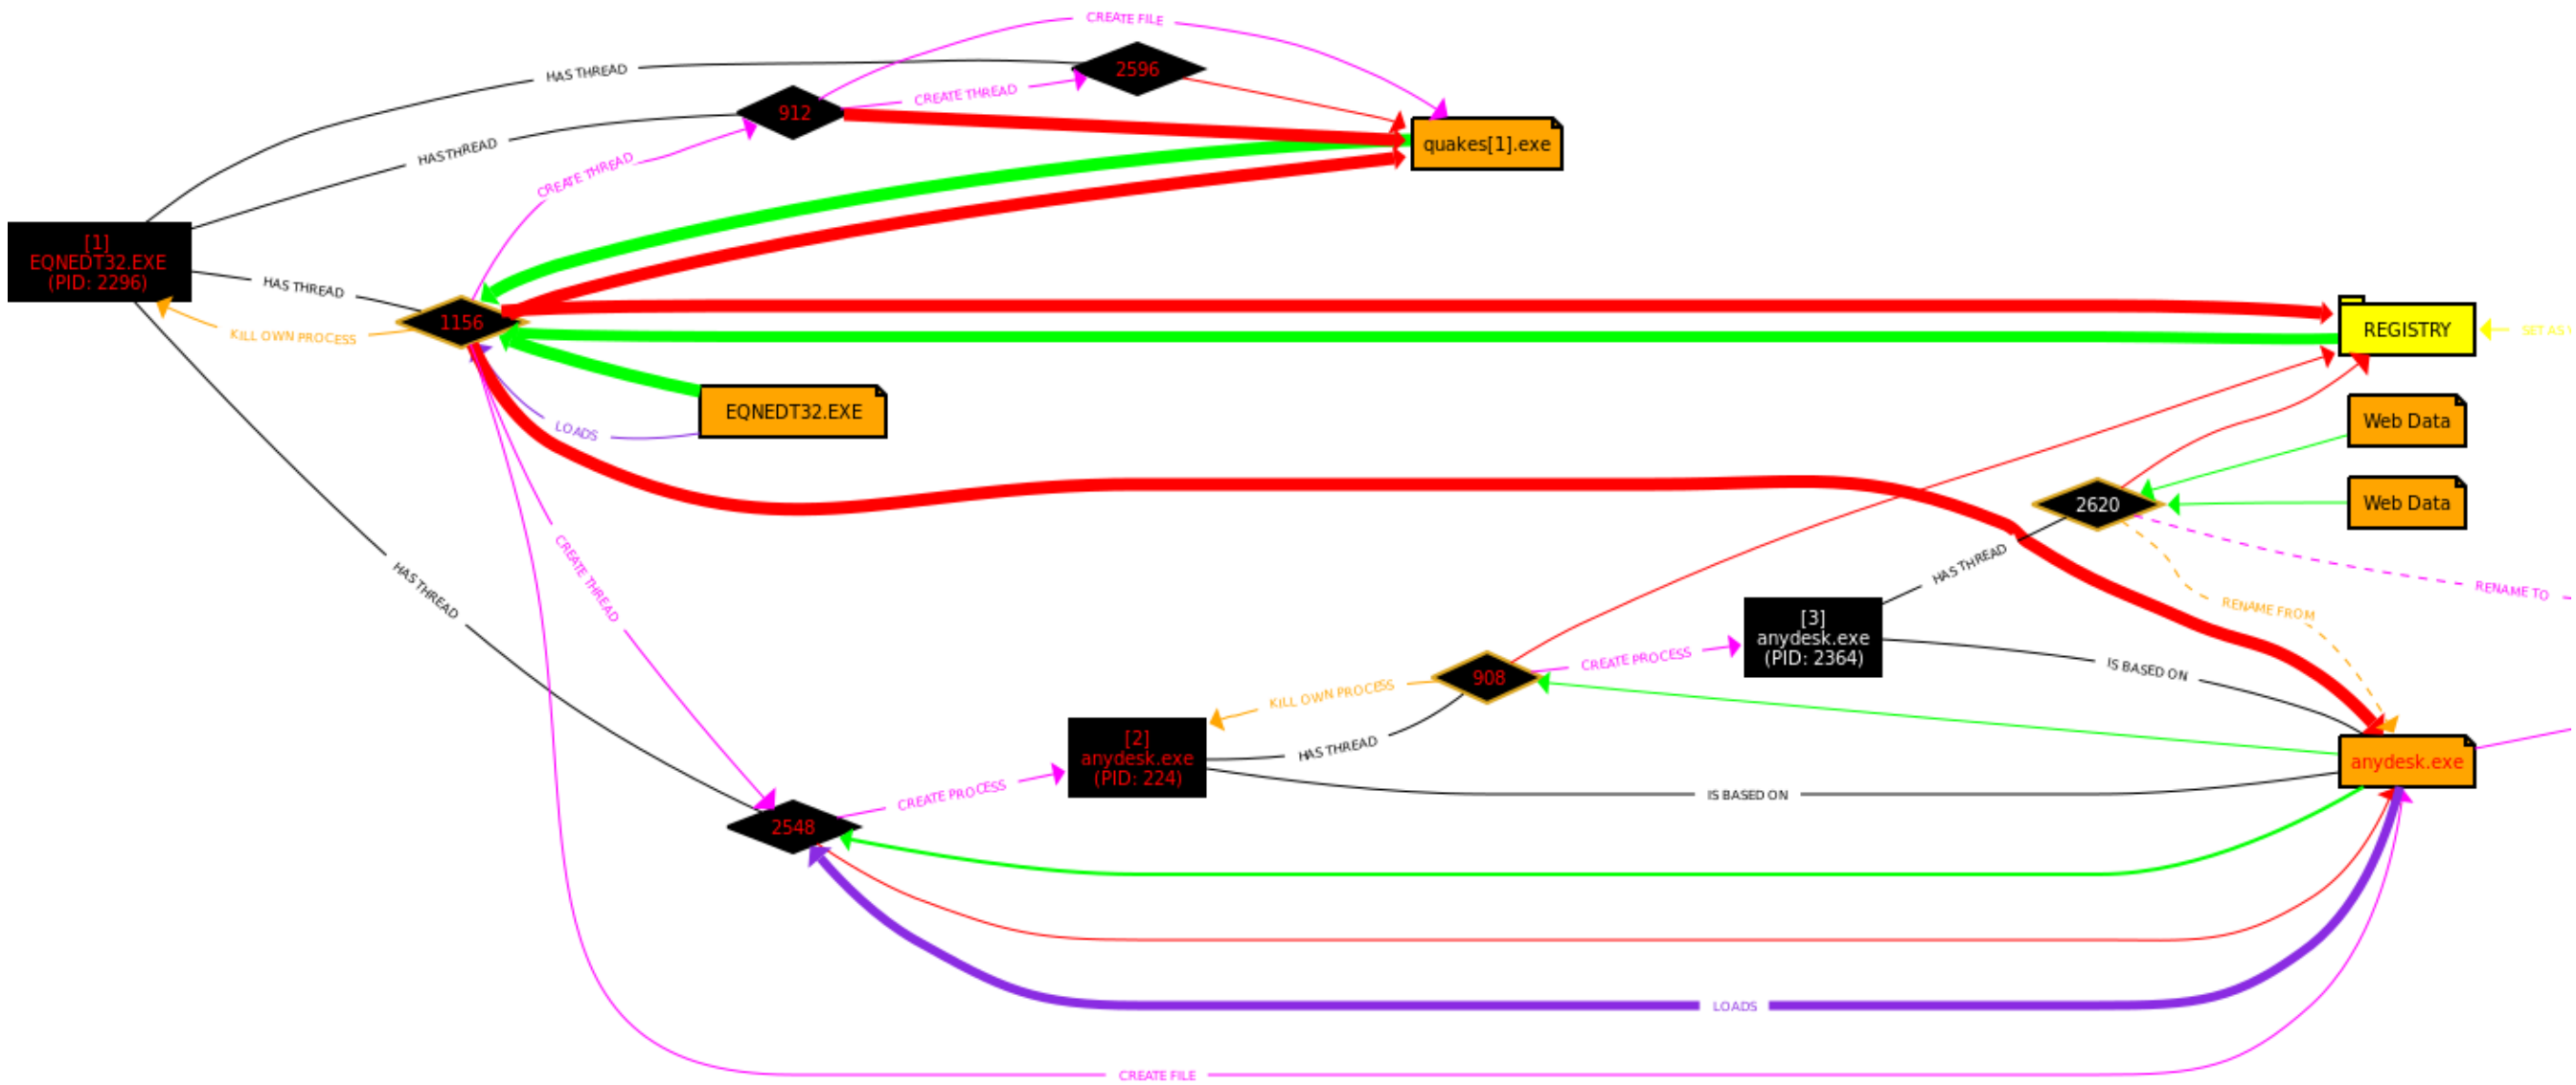 CREATE FILE
HAS THREAD
2596
CREATE THREAD
912
quakes[1].exe
HAS THREAD
CREATE THREAD
[1]
EQNEDT32.EXE
(PID: 2296)
HAS THREAD
1156
KILL OWN PROCESS
REGISTRY
EQNEDT32.EXE
LOADS
Web Data
Web Data
2620
CREATE THREAD
HAS THREAD
HAS THREAD
RENAME TO
RENAME FROM
[3]
anydesk.exe
(PID: 2364)
908
CREATE PROCESS
IS BASED ON
KILL OWN PROCESS
[2]
anydesk.exe
(PID: 224)
HAS THREAD
anydesk.exe
CREATE PROCESS
IS BASED ON
2548
LOADS
CREATE FILE